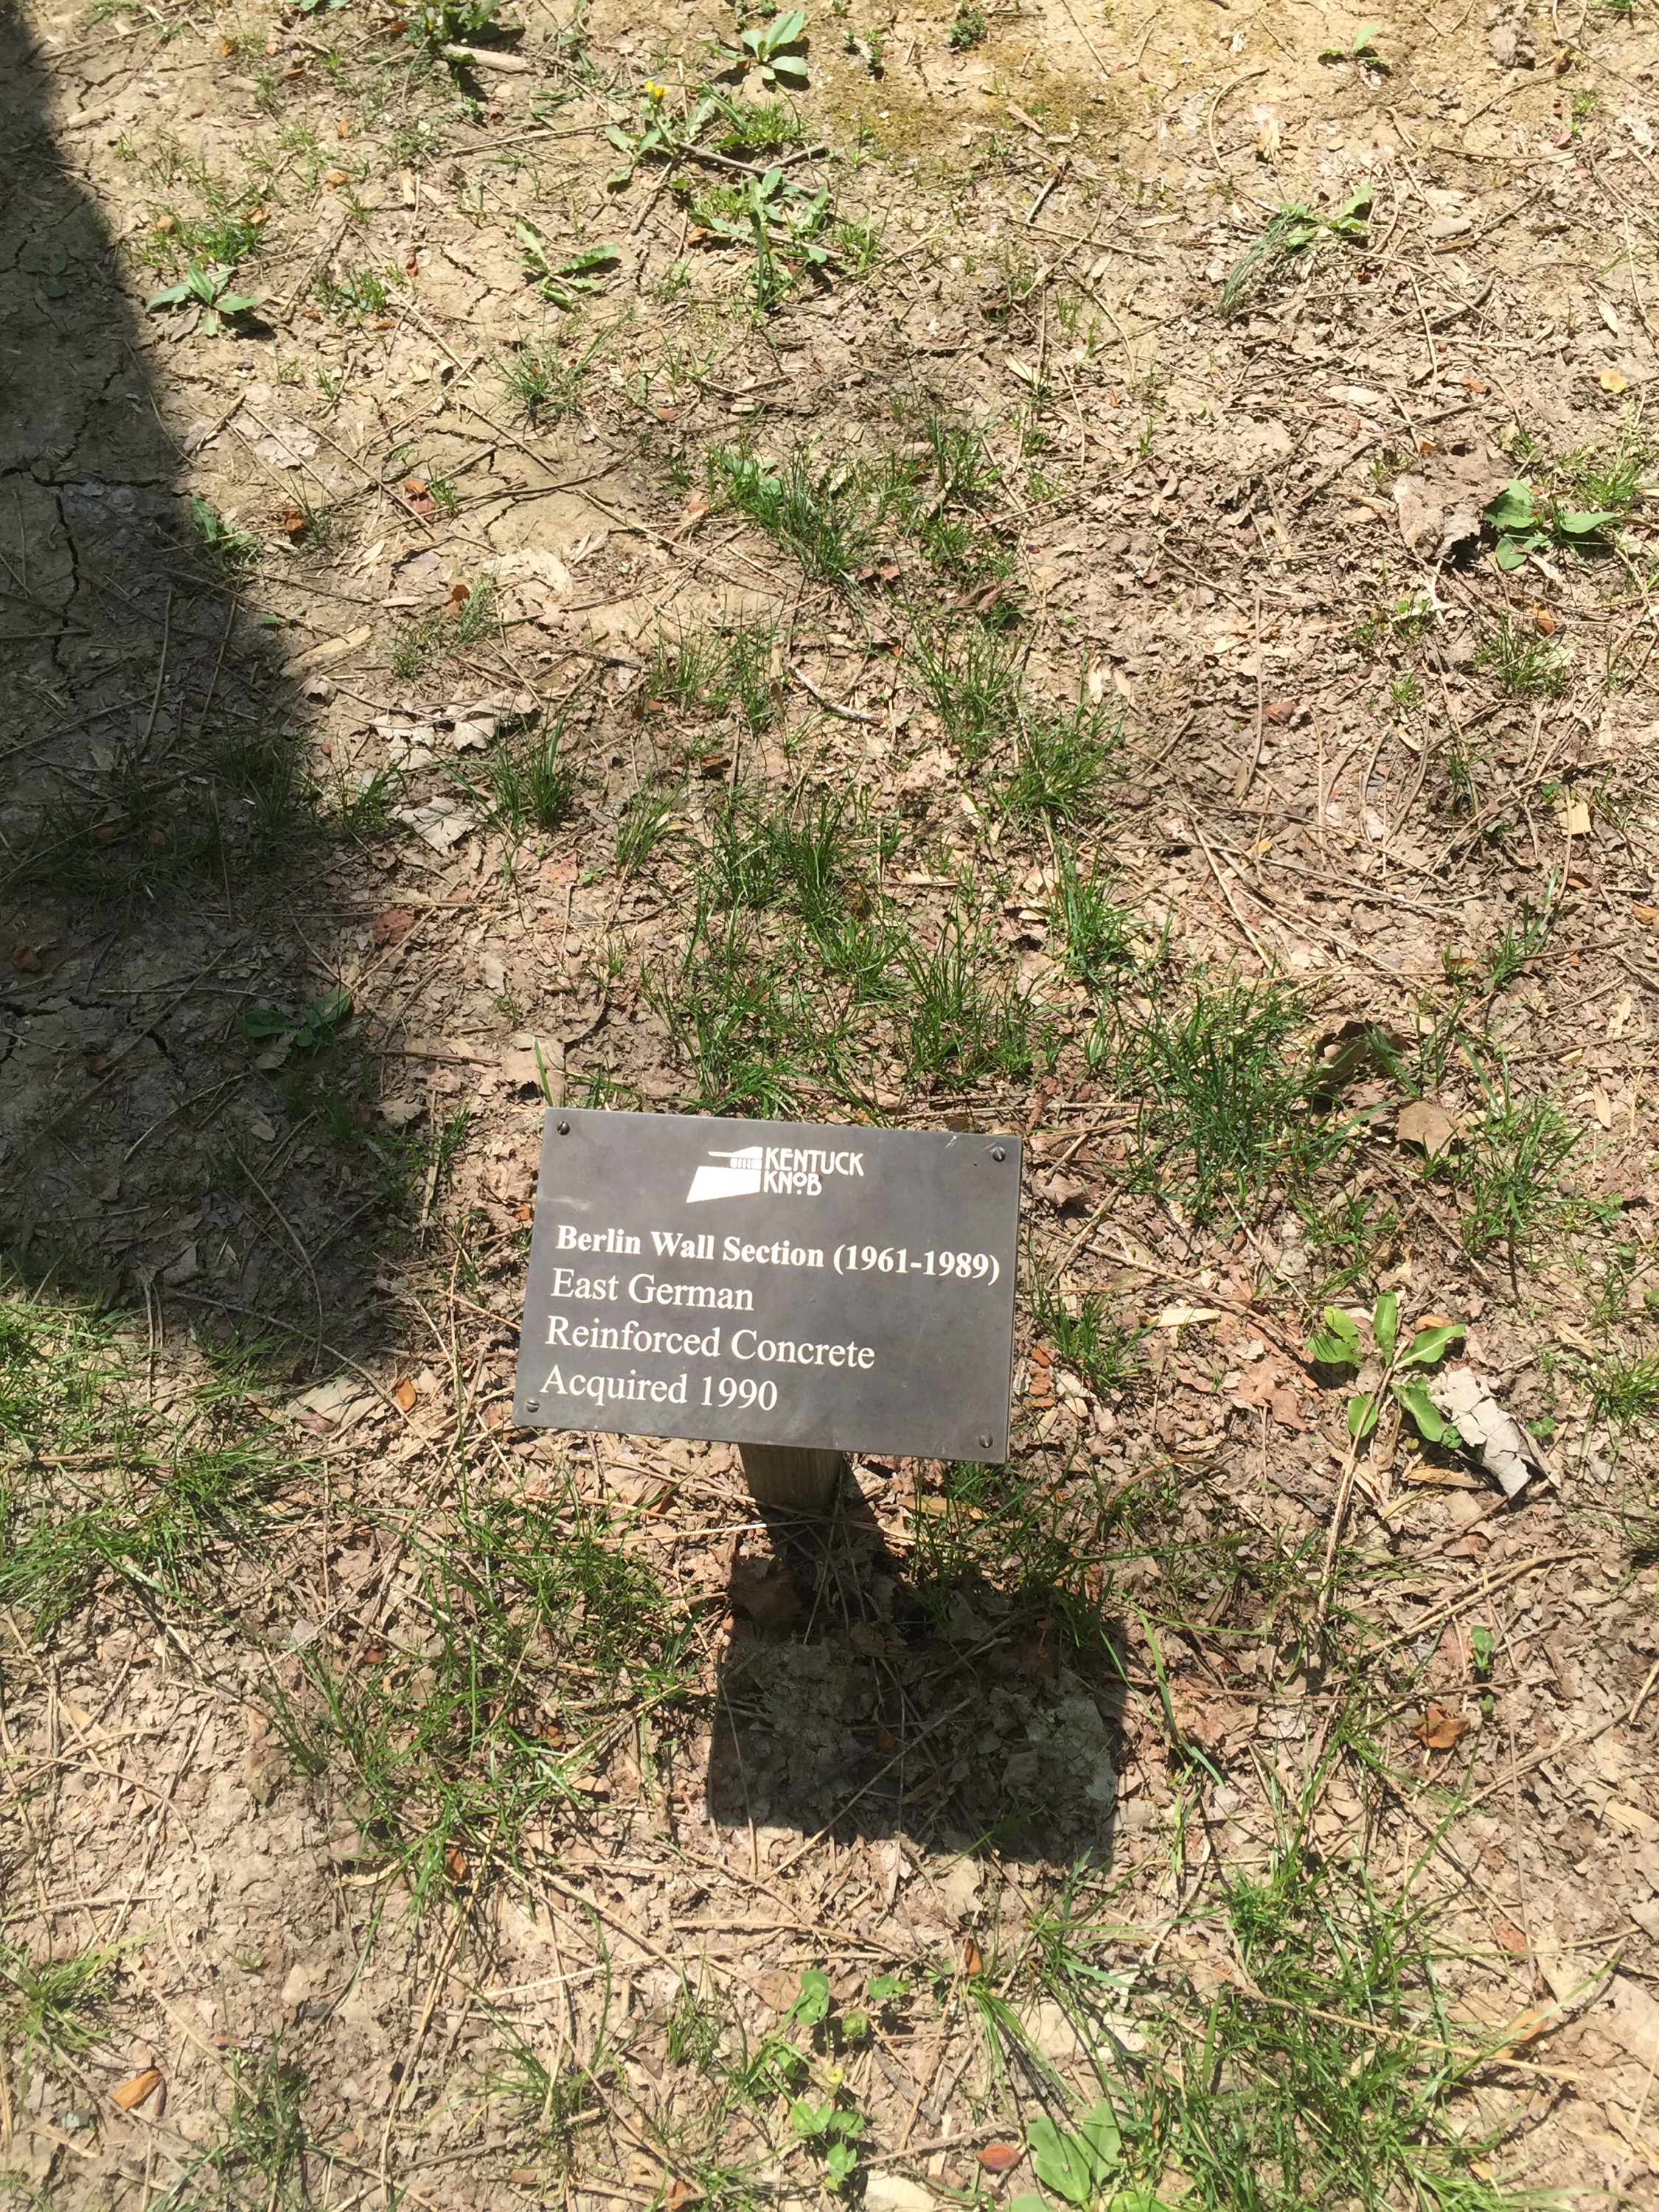 KENTUCK
KNOB
Berlin Wall Section (1961-1989)
East German
Reinforced Concrete
Acquired 1990